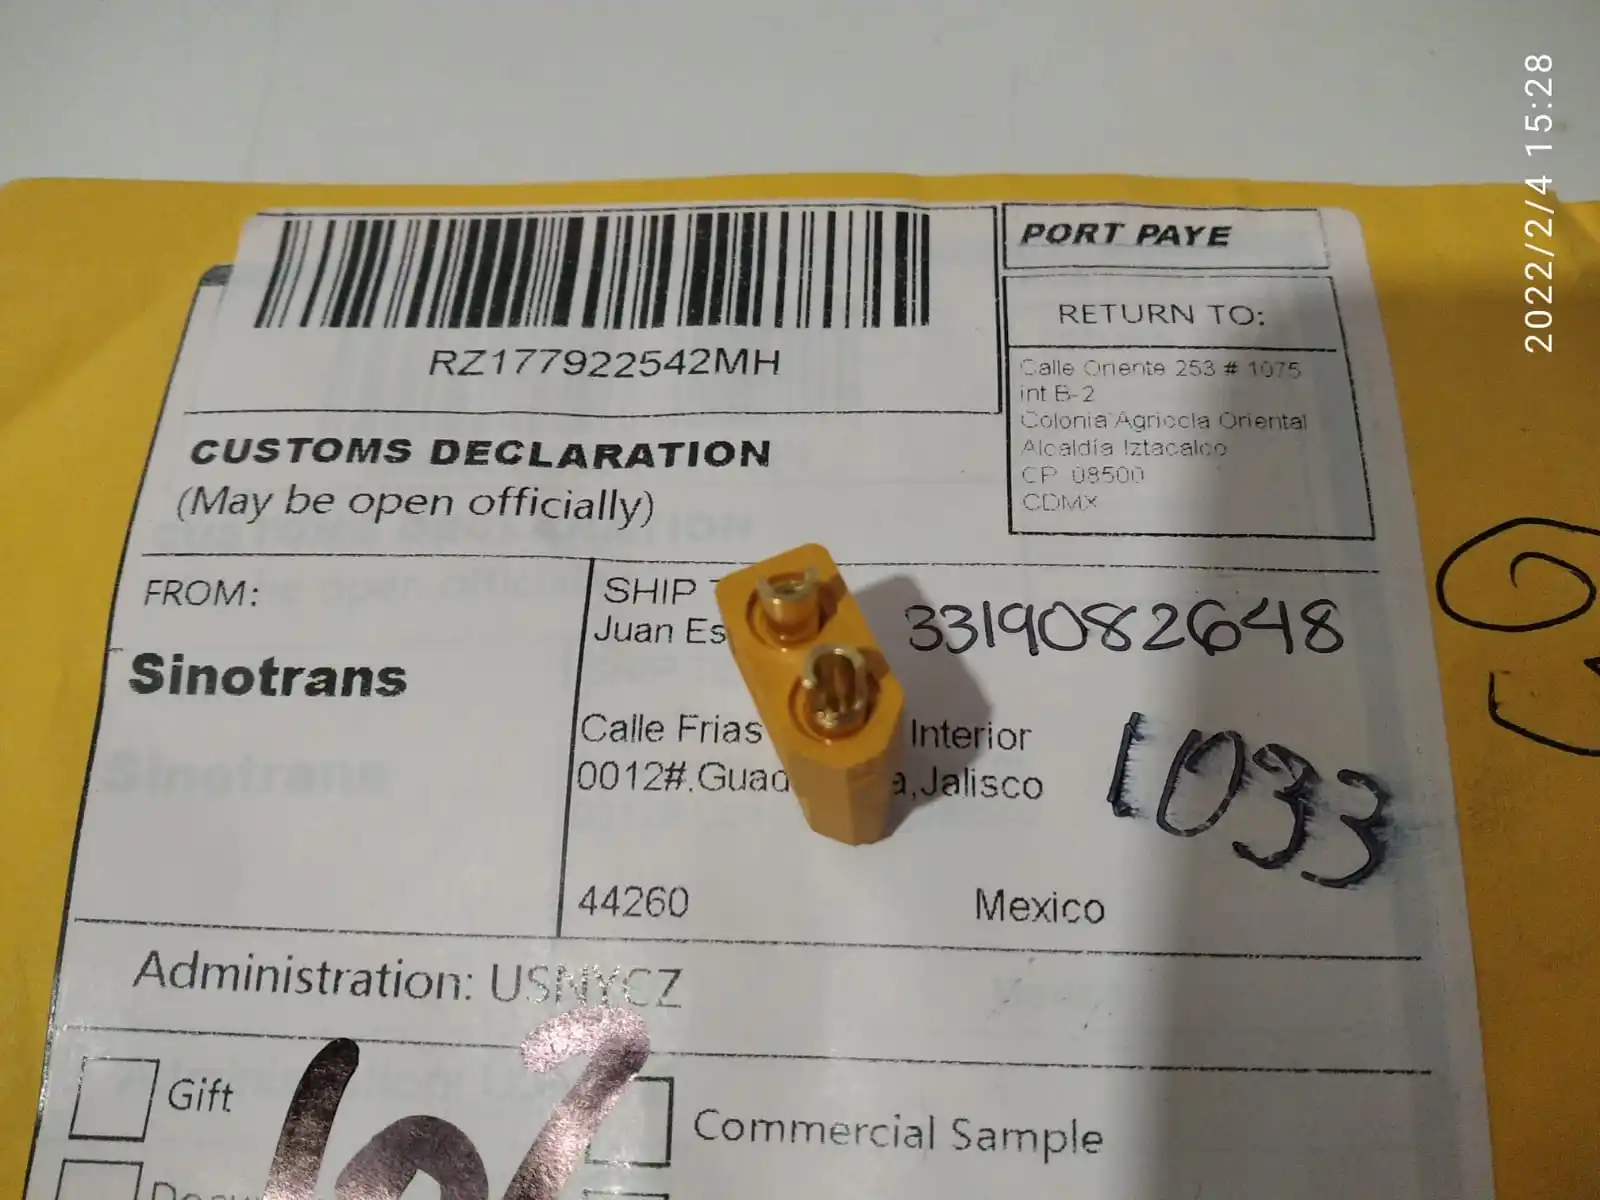 2022/2/4 15:28
PORT PAYE
RZ177922542MH
RETURN TO:
Calle Oriente 253 # 1075
int B-2
Colonia Agricola Oriental
Alcaldía Iztacalco
CP 08500
CDMX
CUSTOMS DECLARATION
(May be open officially)
FROM:
Sinotrans
SHIP
Juan Es
3319082648
Calle Frias Interior
0012#.Guad a,Jalisco
1033
44260 Mexico
Administration: USNYCZ
Gift
Commercial Sample